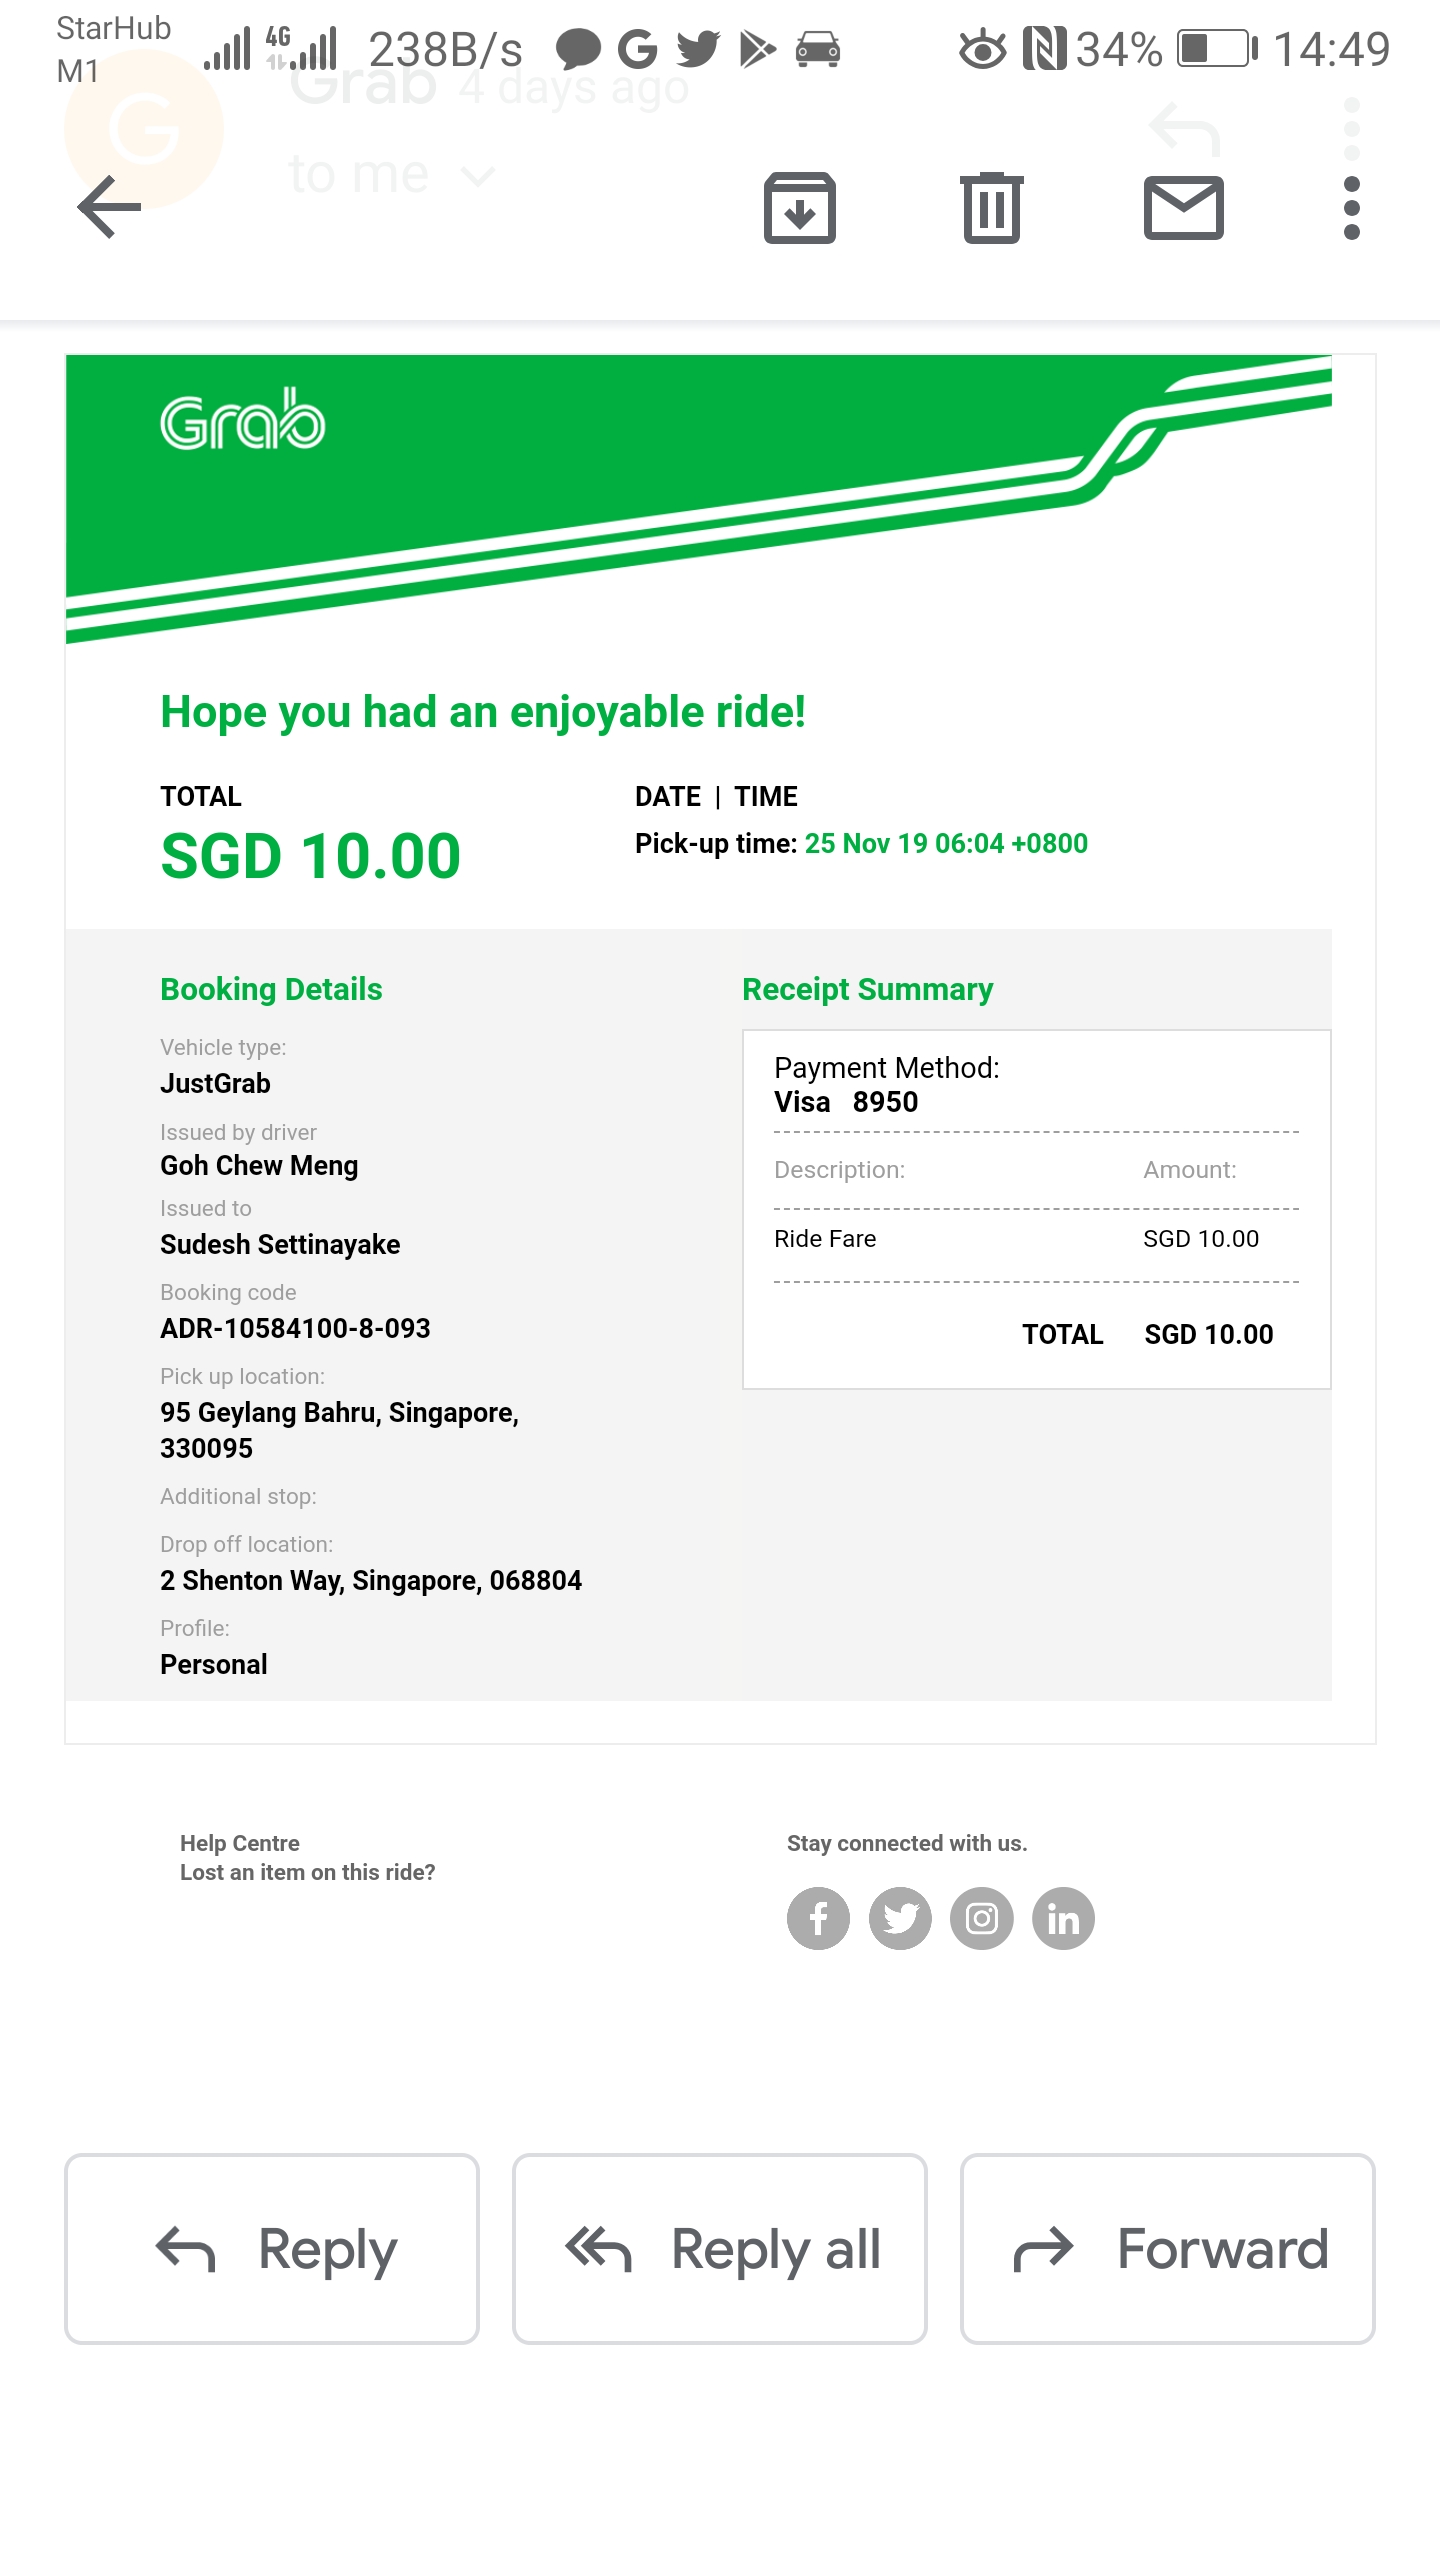 StarHub
M1
4G
238B/s
34%
14:49
Grab 4 days ago
to me
Grab
Hope you had an enjoyable ride!
TOTAL
DATE | TIME
SGD 10.00
Pick-up time: 25 Nov 19 06:04 +0800
Booking Details
Vehicle type:
JustGrab
Issued by driver
Goh Chew Meng
Issued to
Sudesh Settinayake
Booking code
ADR-10584100-8-093
Pick up location:
95 Geylang Bahru, Singapore,
330095
Additional stop:
Drop off location:
2 Shenton Way, Singapore, 068804
Profile:
Personal
Receipt Summary
Payment Method:
Visa 8950
Description: Amount:
Ride Fare SGD 10.00
TOTAL SGD 10.00
Help Centre
Lost an item on this ride?
Stay connected with us.
Reply
Reply all
Forward